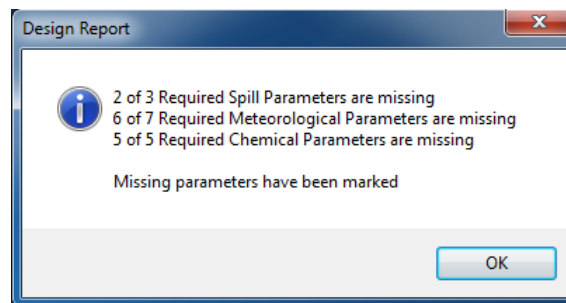 Design Report
2 of 3 Required Spill Parameters are missing
6 of 7 Required Meteorological Parameters are missing
5 of 5 Required Chemical Parameters are missing
Missing parameters have been marked
OK